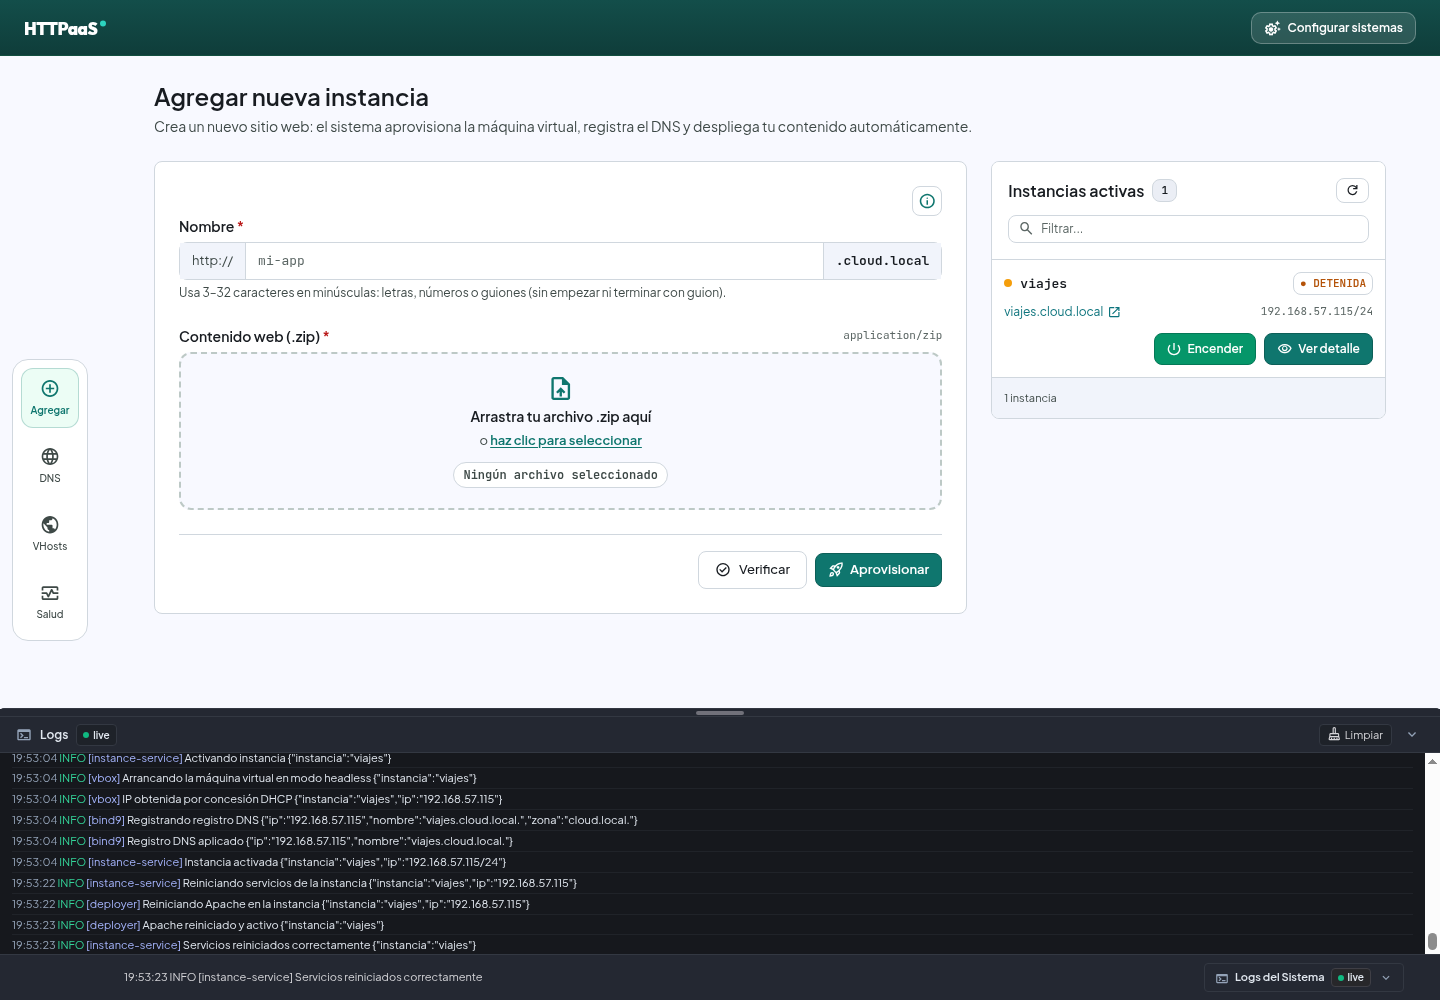 HTTPaaS
Configurar sistemas
Agregar nueva instancia
Crea un nuevo sitio web: el sistema aprovisiona la máquina virtual, registra el DNS y despliega tu contenido automáticamente.
Nombre *
http://
mi-app
.cloud.local
Usa 3–32 caracteres en minúsculas: letras, números o guiones (sin empezar ni terminar con guion).
Contenido web (.zip) *
application/zip
Arrastra tu archivo .zip aquí
o haz clic para seleccionar
Ningún archivo seleccionado
Verificar
Aprovisionar
Instancias activas 1
Filtrar...
viajes
DETENIDA
viajes.cloud.local
192.168.57.115/24
Encender
Ver detalle
1 instancia
Agregar
DNS
VHosts
Salud
Logs
live
Limpiar
19:53:04 INFO [instance-service] Activando instancia {"instancia":"viajes"}
19:53:04 INFO [vbox] Arrancando la máquina virtual en modo headless {"instancia":"viajes"}
19:53:04 INFO [vbox] IP obtenida por concesión DHCP {"instancia":"viajes","ip":"192.168.57.115"}
19:53:04 INFO [bind9] Registrando registro DNS {"ip":"192.168.57.115","nombre":"viajes.cloud.local.","zona":"cloud.local."}
19:53:04 INFO [bind9] Registro DNS aplicado {"ip":"192.168.57.115","nombre":"viajes.cloud.local."}
19:53:04 INFO [instance-service] Instancia activada {"instancia":"viajes","ip":"192.168.57.115/24"}
19:53:22 INFO [instance-service] Reiniciando servicios de la instancia {"instancia":"viajes","ip":"192.168.57.115"}
19:53:22 INFO [deployer] Reiniciando Apache en la instancia {"instancia":"viajes","ip":"192.168.57.115"}
19:53:23 INFO [deployer] Apache reiniciado y activo {"instancia":"viajes"}
19:53:23 INFO [instance-service] Servicios reiniciados correctamente {"instancia":"viajes"}
19:53:23 INFO [instance-service] Servicios reiniciados correctamente
Logs del Sistema
live